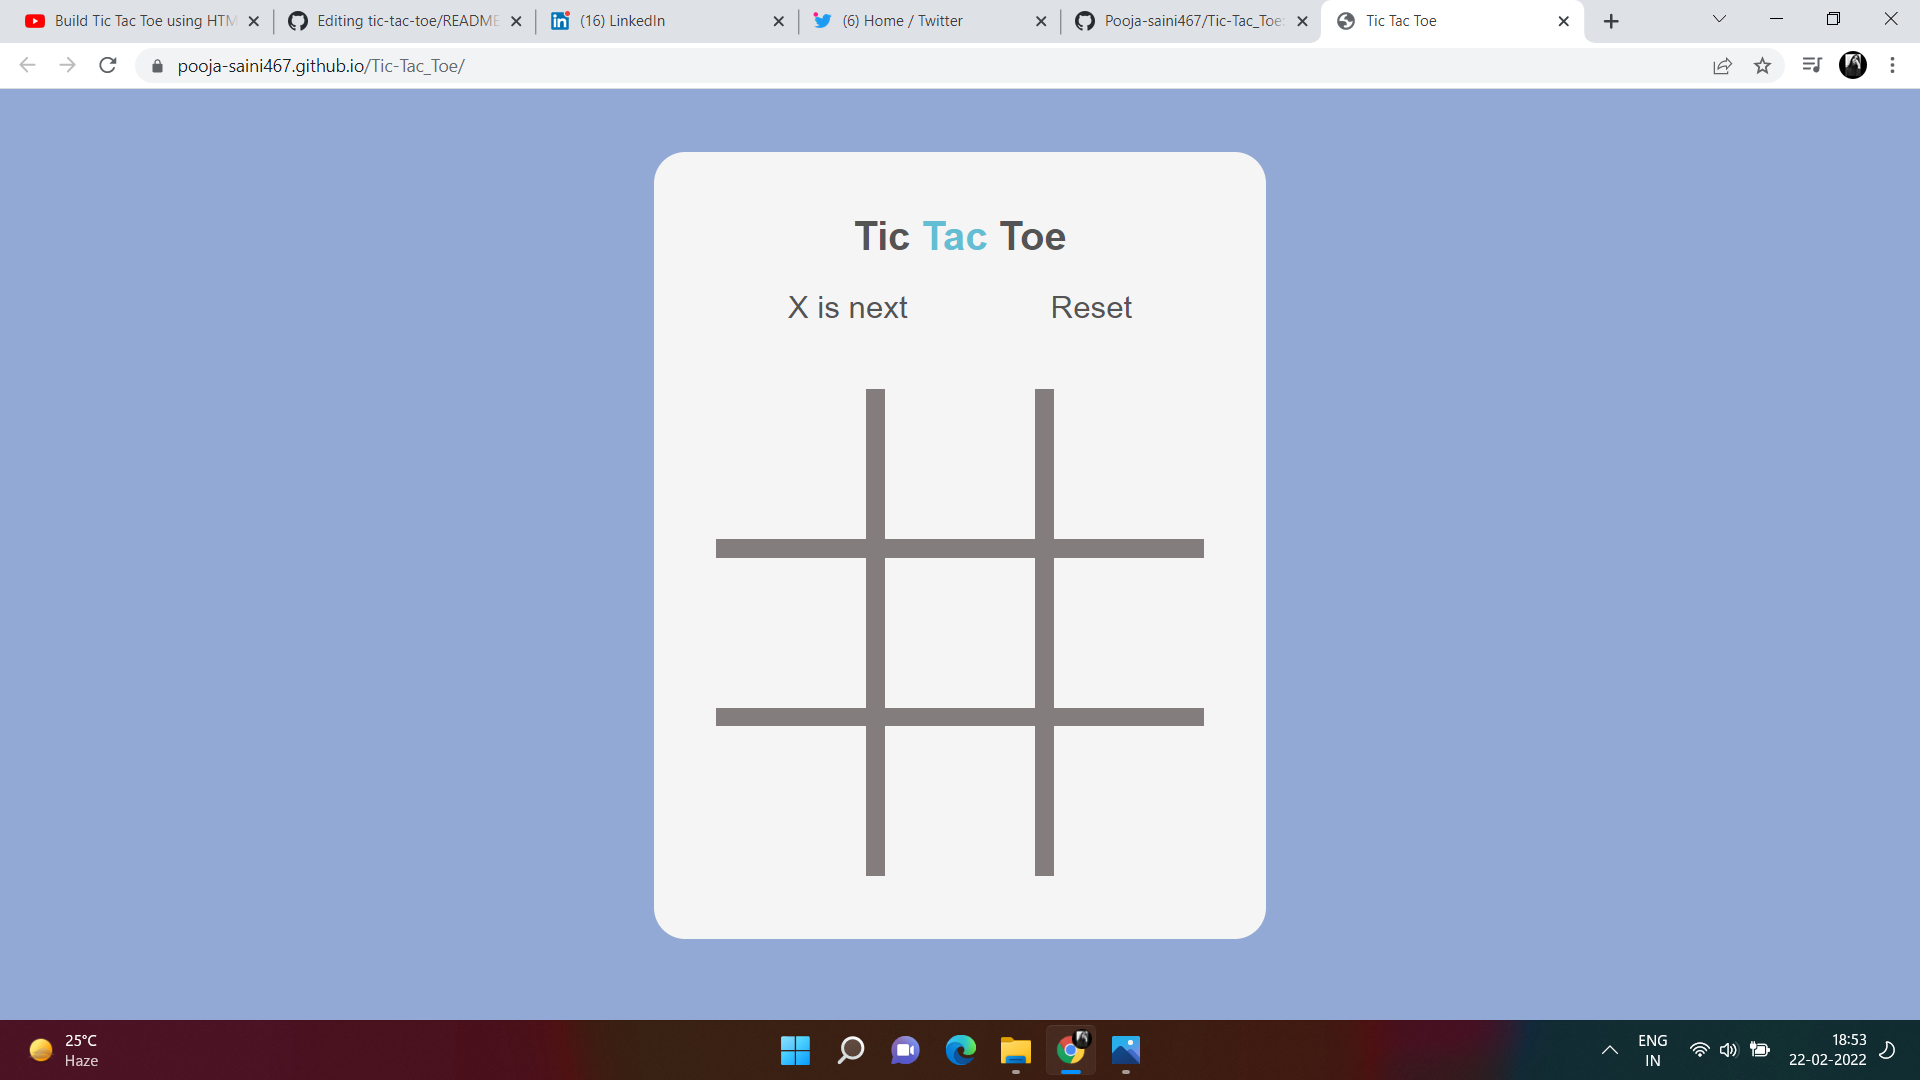 Build Tic Tac Toe using HTM
Editing tic-tac-toe/README
(16) LinkedIn
(6) Home / Twitter
Pooja-saini467/Tic-Tac_Toe:
Tic Tac Toe
pooja-saini467.github.io/Tic-Tac_Toe/
Tic Tac Toe
X is next
Reset
25°C
Haze
ENG
IN
18:53
22-02-2022